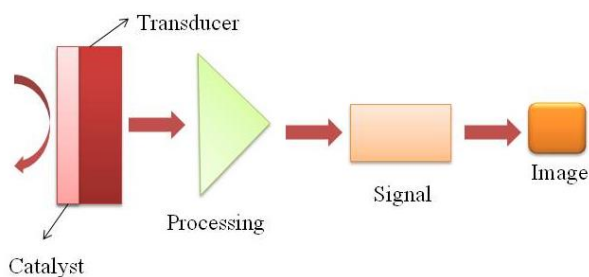 Transducer
Processing
Signal
Image
Catalyst